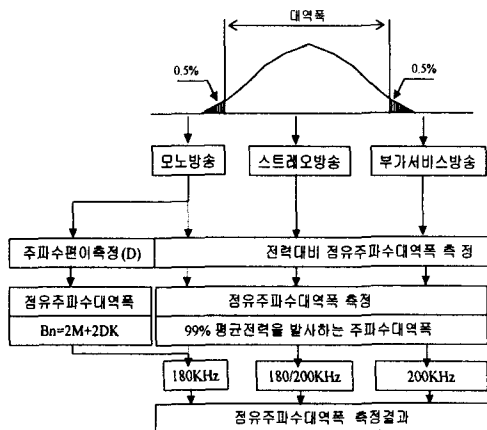 대역폭
0.5% 0.5%
모노방송 스트레오방송 부가서비스방송
주파수편이측정(D) 전력대비 점유주파수대역폭 측 정
점유주파수대역폭 점유주파수대역폭 측정
Bn=2M+2DK 99% 평균전력을 발사하는 주파수대역폭
180KHz 180/200KHz 200KHz
점유주파수대역폭 측정결과